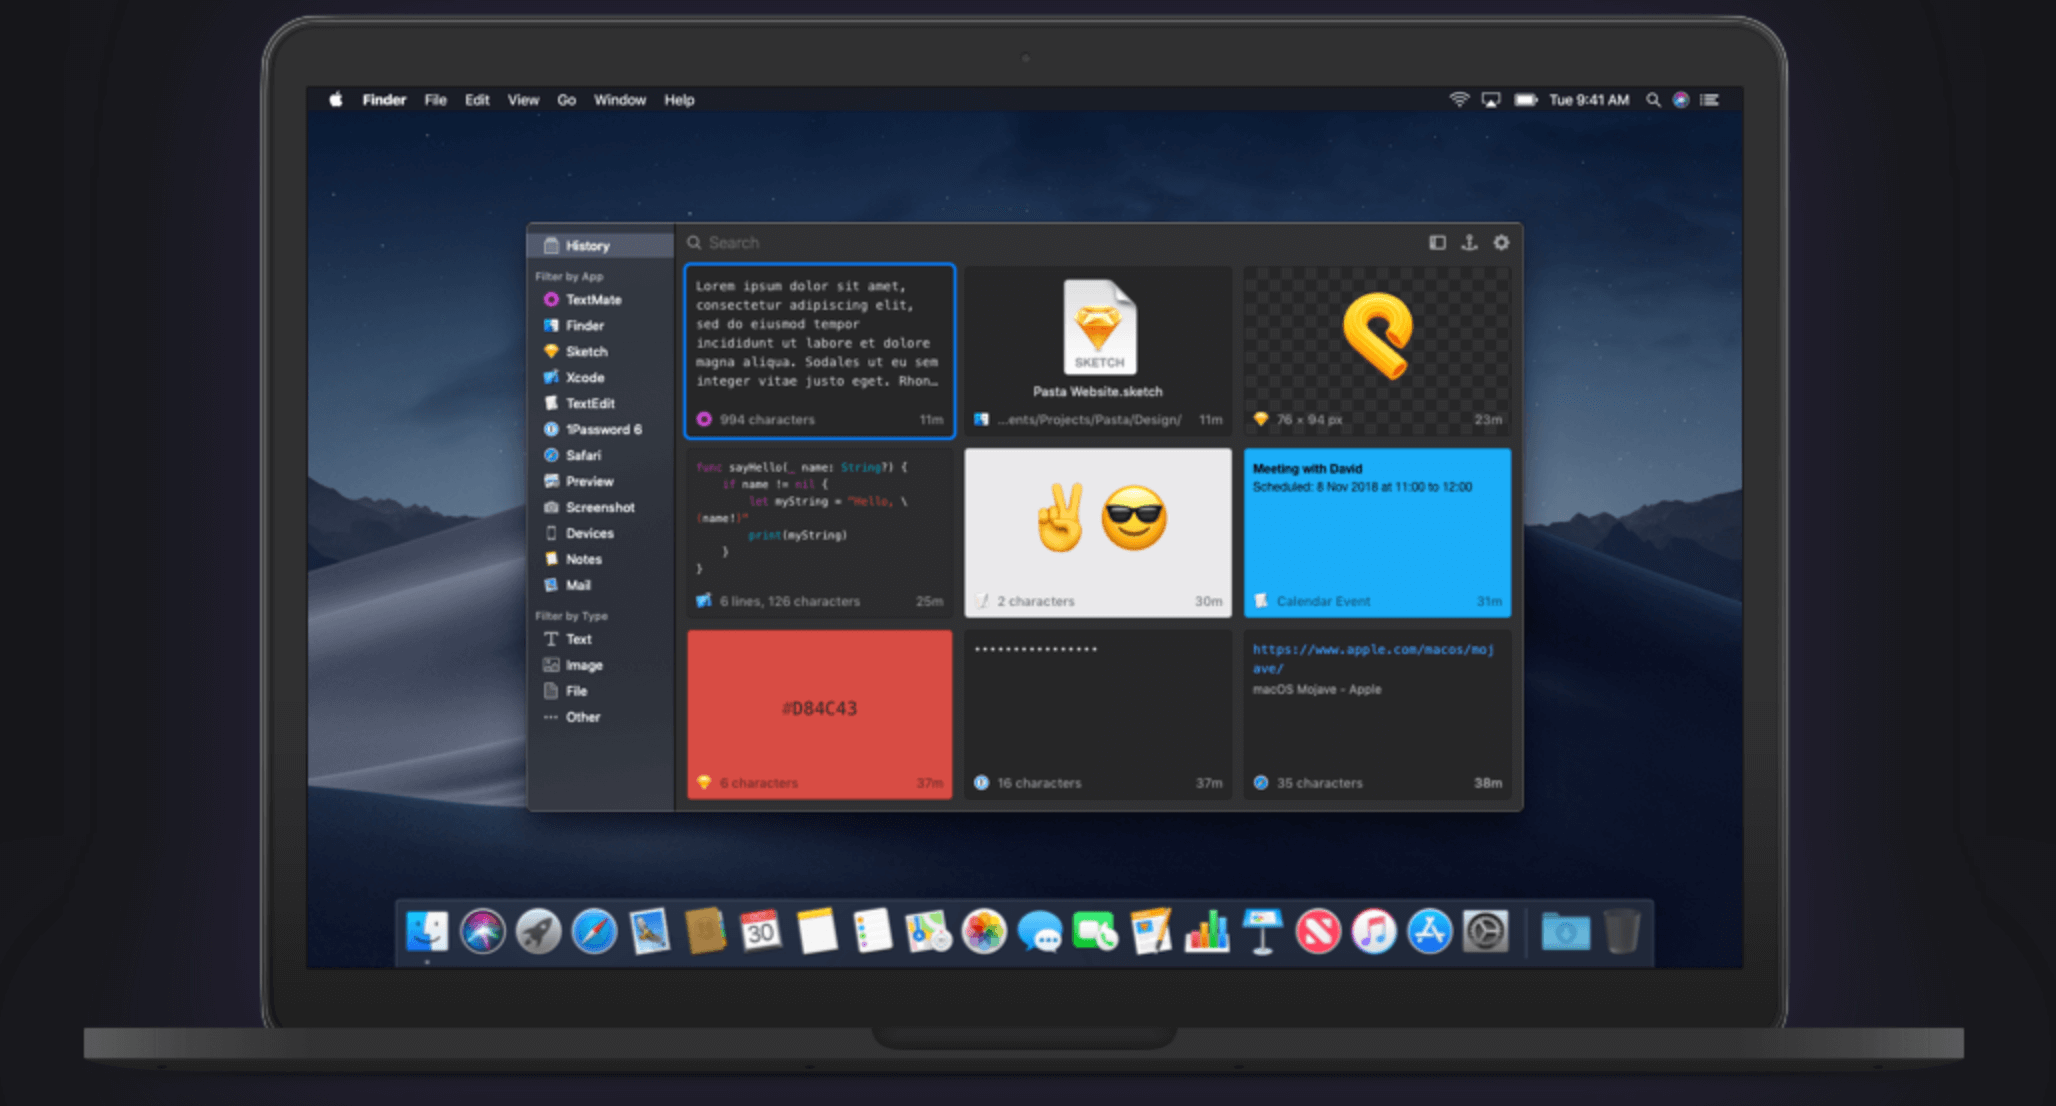 Finder File Edit View Go Window Help
Tue 9:41 AM
History
Filter by App
TextMate
Finder
Sketch
Xcode
TextEdit
1Password 6
Safari
Preview
Screenshot
Devices
Notes
Mail
Filter by Type
Text
Image
File
Other
Search
Lorem ipsum dolor sit amet,
consectetur adipiscing elit,
sed do eiusmod tempor
incididunt ut labore et dolore
magna aliqua. Sodales ut eu sem
integer vitae justo eget. Rhon…
994 characters 11m
SKETCH
Pasta Website.sketch
...ents/Projects/Pasta/Design/ 11m
76 × 94 px 23m
func sayHello(_ name: String?) {
if name != nil {
let myString = "Hello, \
(name!)"
print(myString)
}
}
6 lines, 126 characters 25m
2 characters 30m
Meeting with David
Scheduled: 8 Nov 2018 at 11:00 to 12:00
Calendar Event 31m
#D84C43
6 characters 37m
••••••••••••••••
16 characters 37m
https://www.apple.com/macos/moj
ave/
macOS Mojave - Apple
35 characters 38m
30